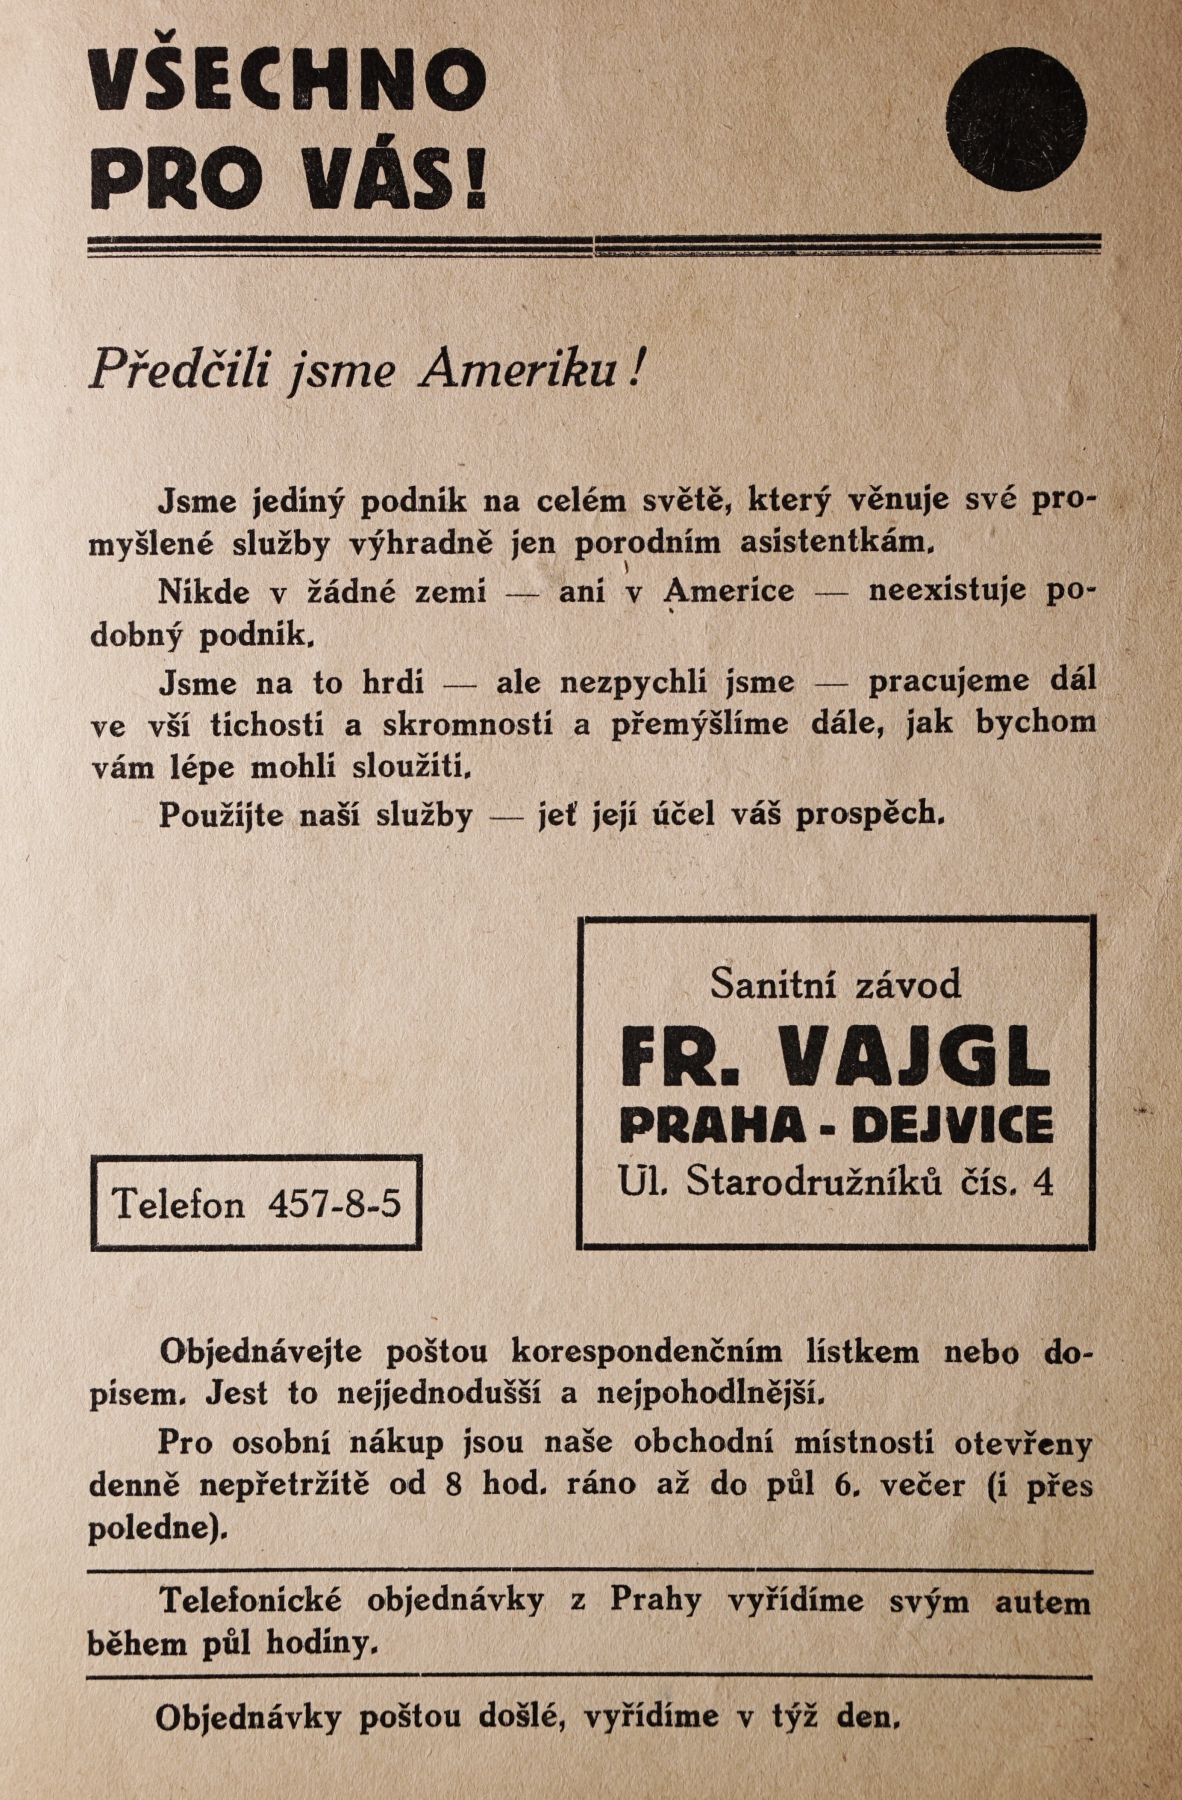 VŠECHNO
PRO VÁS!
Předčili jsme Ameriku!
Jsme jediný podnik na celém světě, který věnuje své pro-
myšlené služby výhradně jen porodním asistentkám.
Nikde v žádné zemi — ani v Americe — neexistuje po-
dobný podnik.
Jsme na to hrdi — ale nezpychli jsme — pracujeme dál
ve vší tichosti a skromnosti a přemýšlíme dále, jak bychom
vám lépe mohli sloužiti.
Použijte naší služby — jeť její účel váš prospěch.
Sanitní závod
FR. VAJGL
PRAHA - DEJVICE
Ul. Starodružníků čís. 4
Telefon 457-8-5
Objednávejte poštou korespondenčním lístkem nebo do-
pisem. Jest to nejjednodušší a nejpohodlnější.
Pro osobní nákup jsou naše obchodní místnosti otevřeny
denně nepřetržitě od 8 hod. ráno až do půl 6. večer (i přes
poledne).
Telefonické objednávky z Prahy vyřídíme svým autem
během půl hodiny.
Objednávky poštou došlé, vyřídíme v týž den.